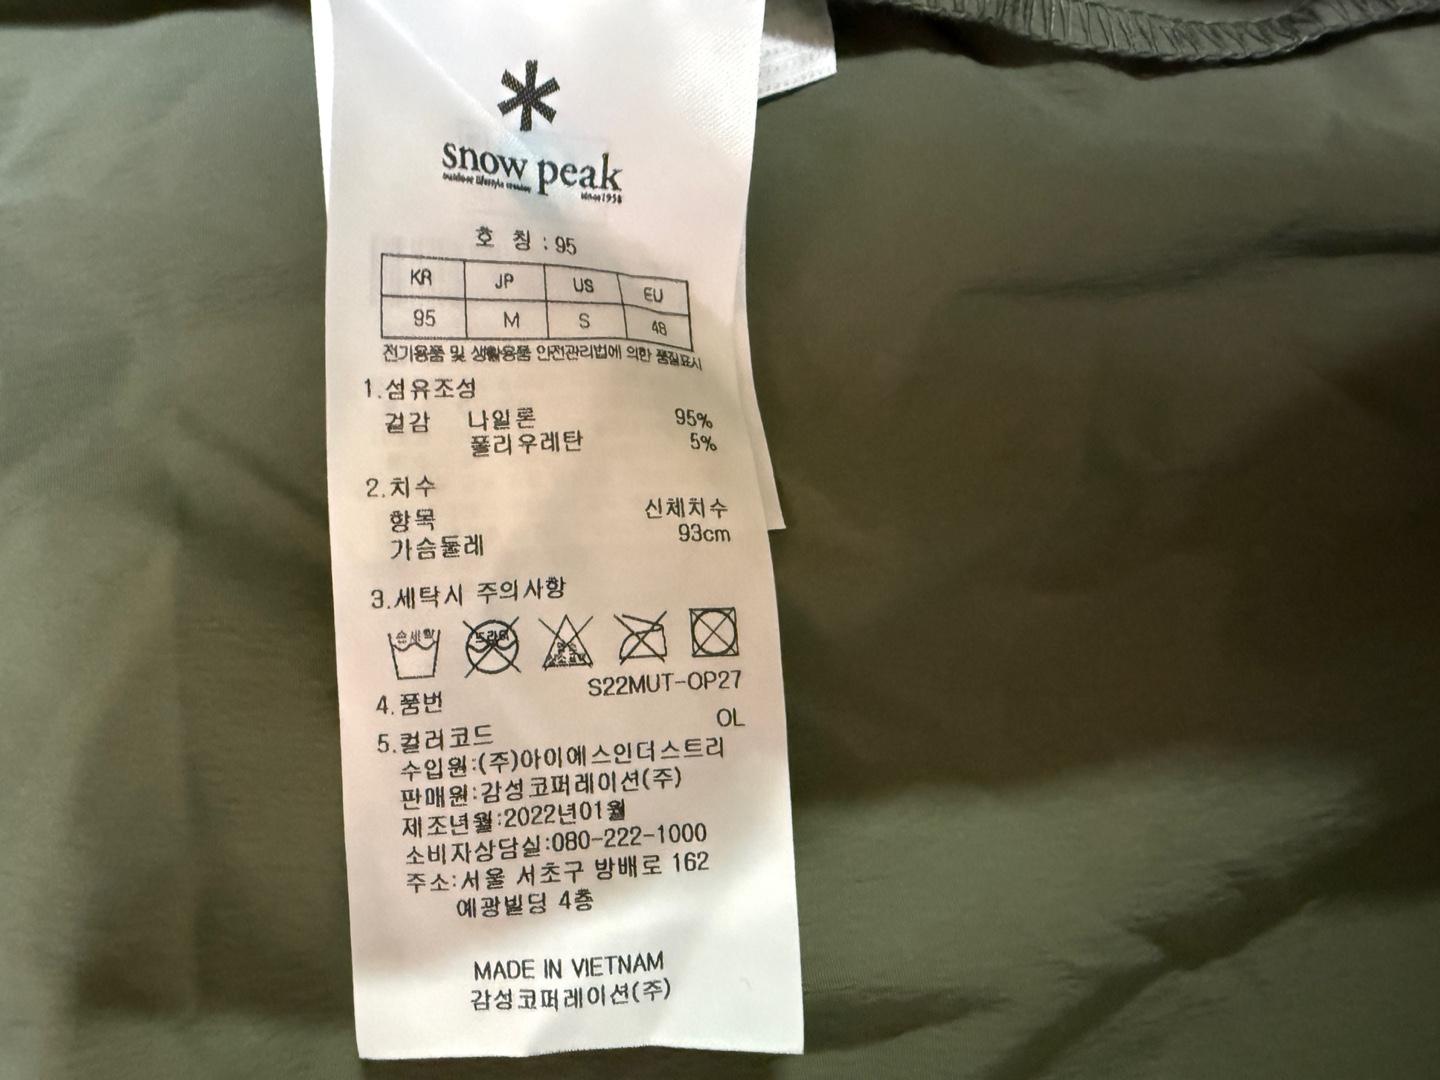 snow peak
outdoor lifestyle creator
since1958
호 칭 : 95
KR JP US EU
95 M S 48
전기용품 및 생활용품 안전관리법에 의한 품질표시
1.섬유조성
겉감 나일론 95%
폴리우레탄 5%
2.치수
항목 신체치수
가슴둘레 93cm
3.세탁시 주의사항
손세탁 드라이
4.품번 S22MUT-OP27
5.컬러코드 OL
수입원:(주)아이에스인더스트리
판매원:감성코퍼레이션(주)
제조년월:2022년01월
소비자상담실:080-222-1000
주소:서울 서초구 방배로 162
예광빌딩 4층
MADE IN VIETNAM
감성코퍼레이션(주)